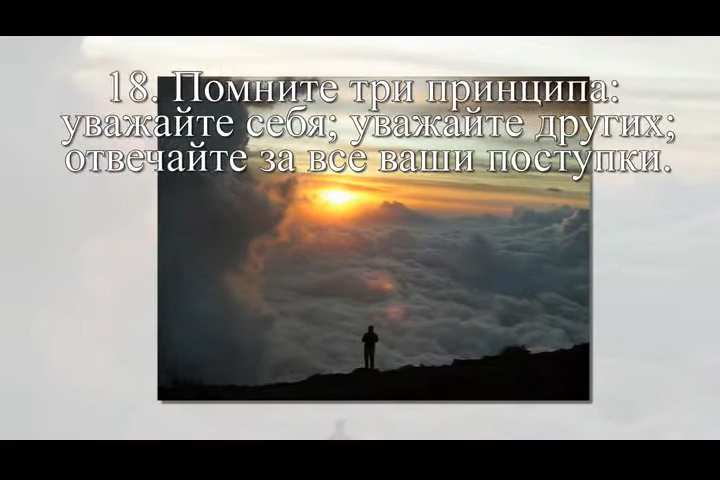 18. Помните три принципа:
уважайте себя; уважайте других;
отвечайте за все ваши поступки.